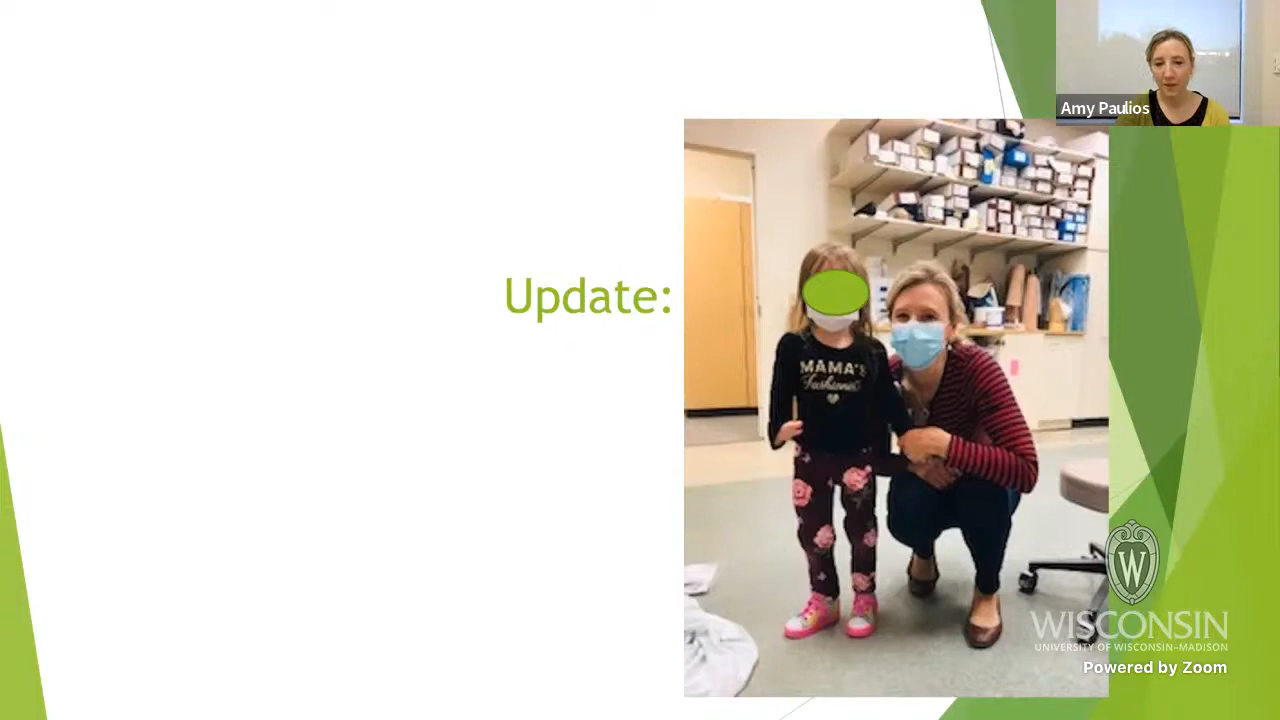 Amy Paulios
Update:
MAMA'S
Fashionista
W
WISCONSIN
UNIVERSITY OF WISCONSIN–MADISON
Powered by Zoom